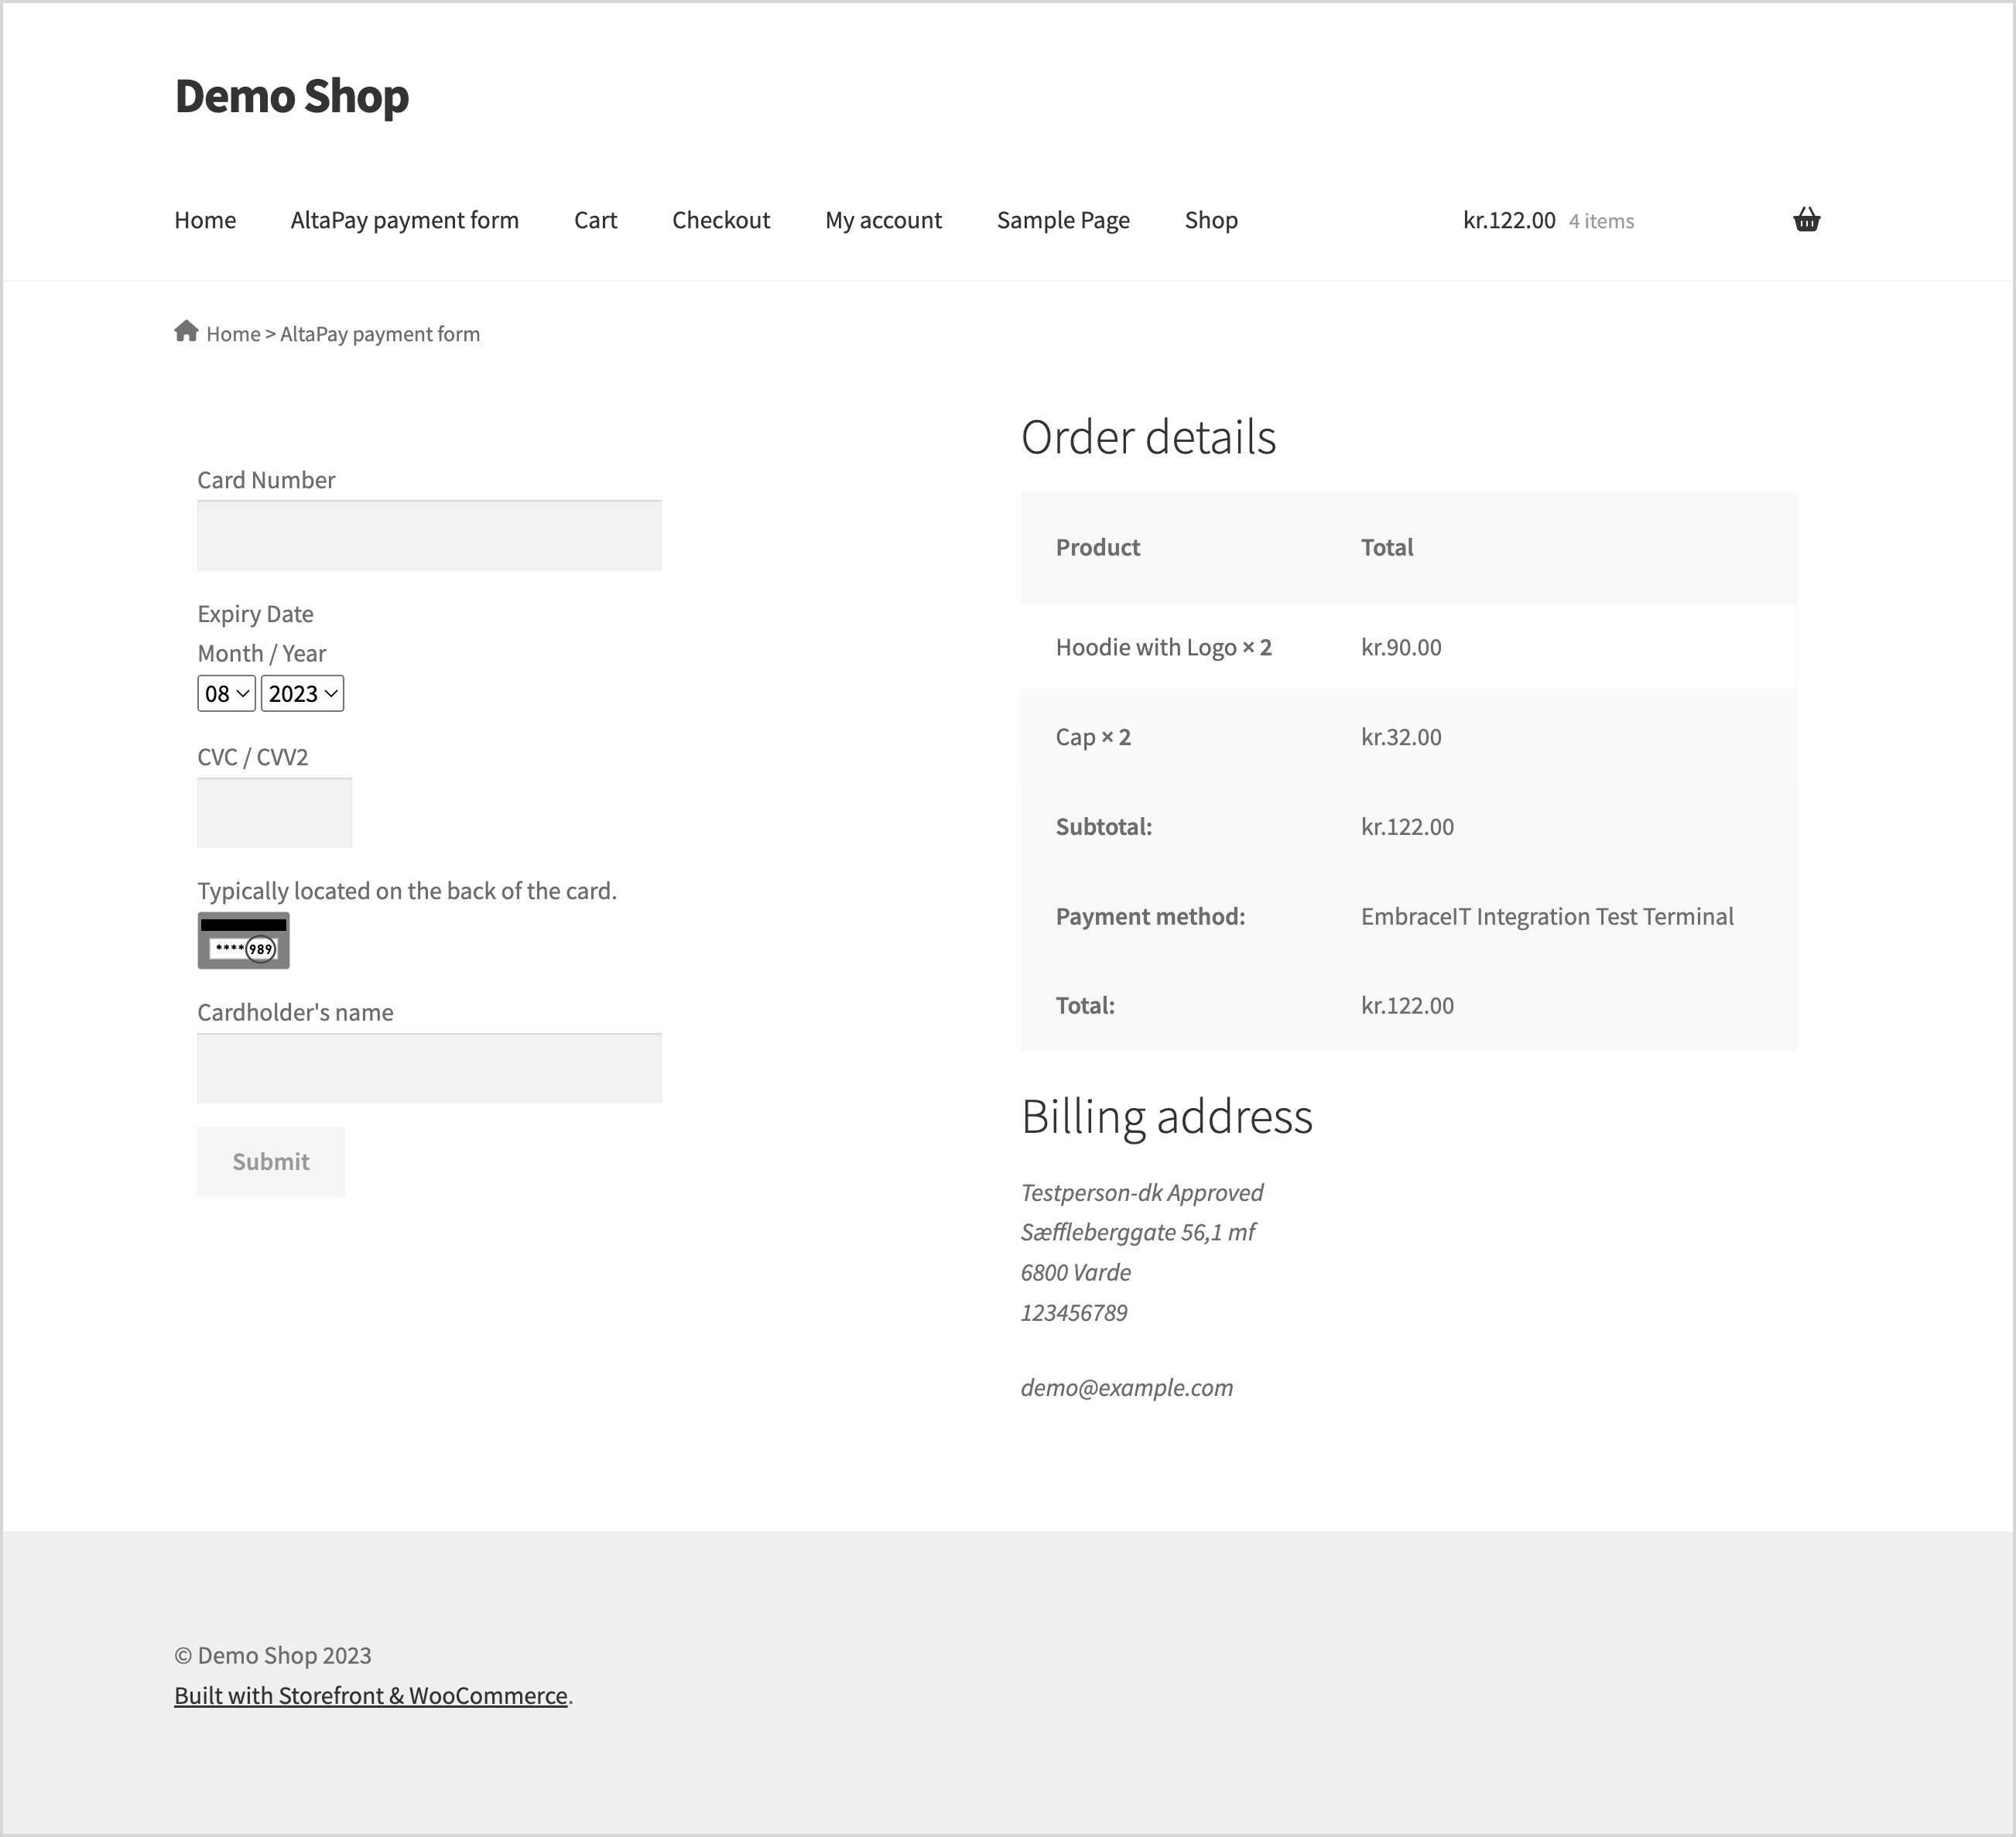 Demo Shop
Home AltaPay payment form Cart Checkout My account Sample Page Shop kr.122.00 4 items
Home > AltaPay payment form
Card Number
Expiry Date
Month / Year
08 2023
CVC / CVV2
Typically located on the back of the card.
**** 989
Cardholder's name
Submit
Order details
Product Total
Hoodie with Logo × 2 kr.90.00
Cap × 2 kr.32.00
Subtotal: kr.122.00
Payment method: EmbraceIT Integration Test Terminal
Total: kr.122.00
Billing address
Testperson-dk Approved
Sæffleberggate 56,1 mf
6800 Varde
123456789
demo@example.com
© Demo Shop 2023
Built with Storefront & WooCommerce.